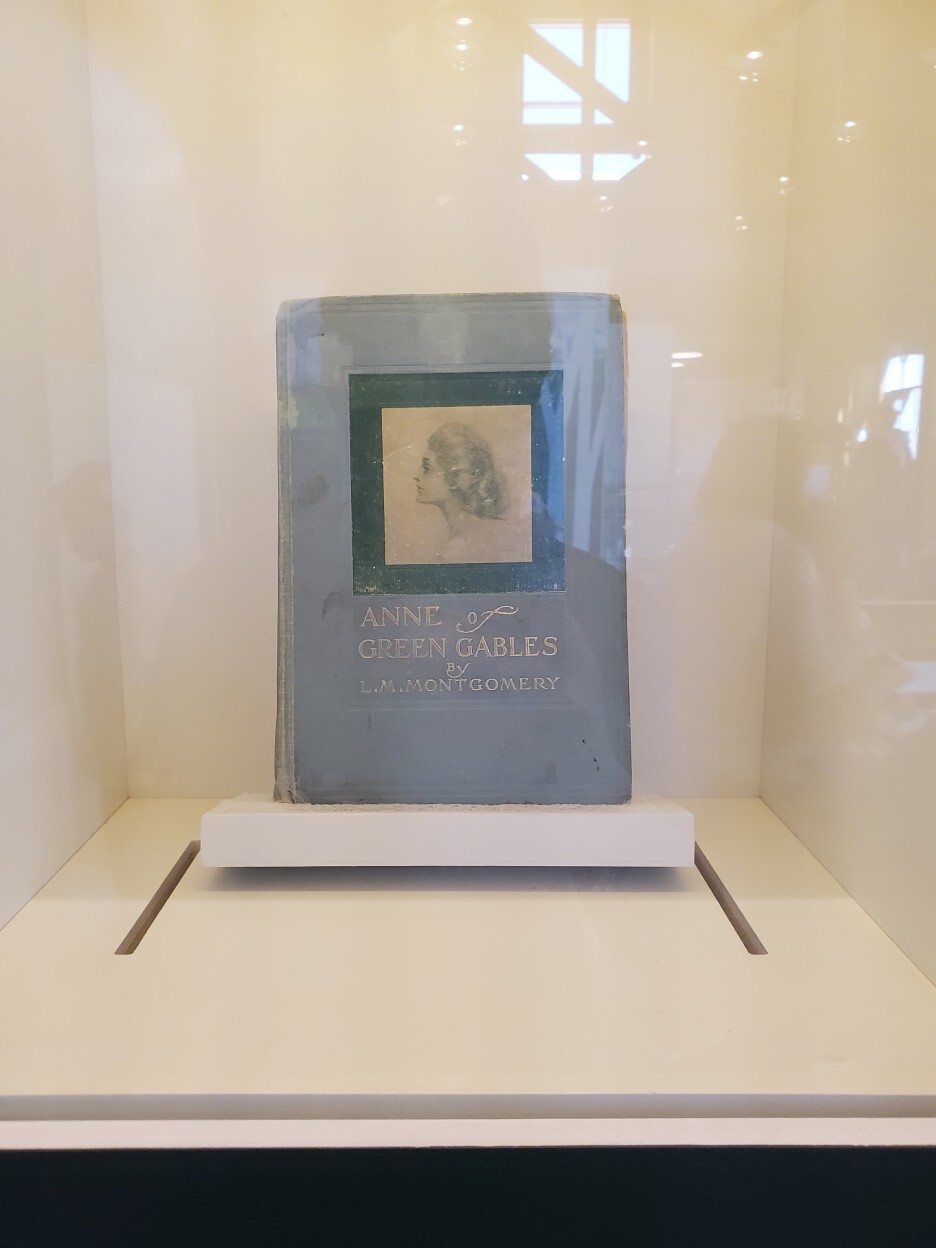 ANNE of
GREEN GABLES
BY
L.M.MONTGOMERY